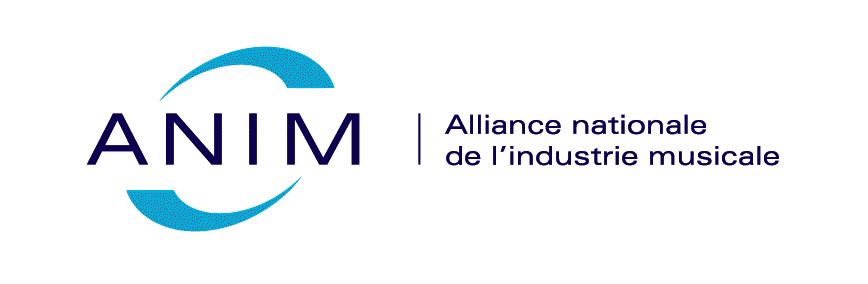 ANIM
Alliance nationale
de l’industrie musicale